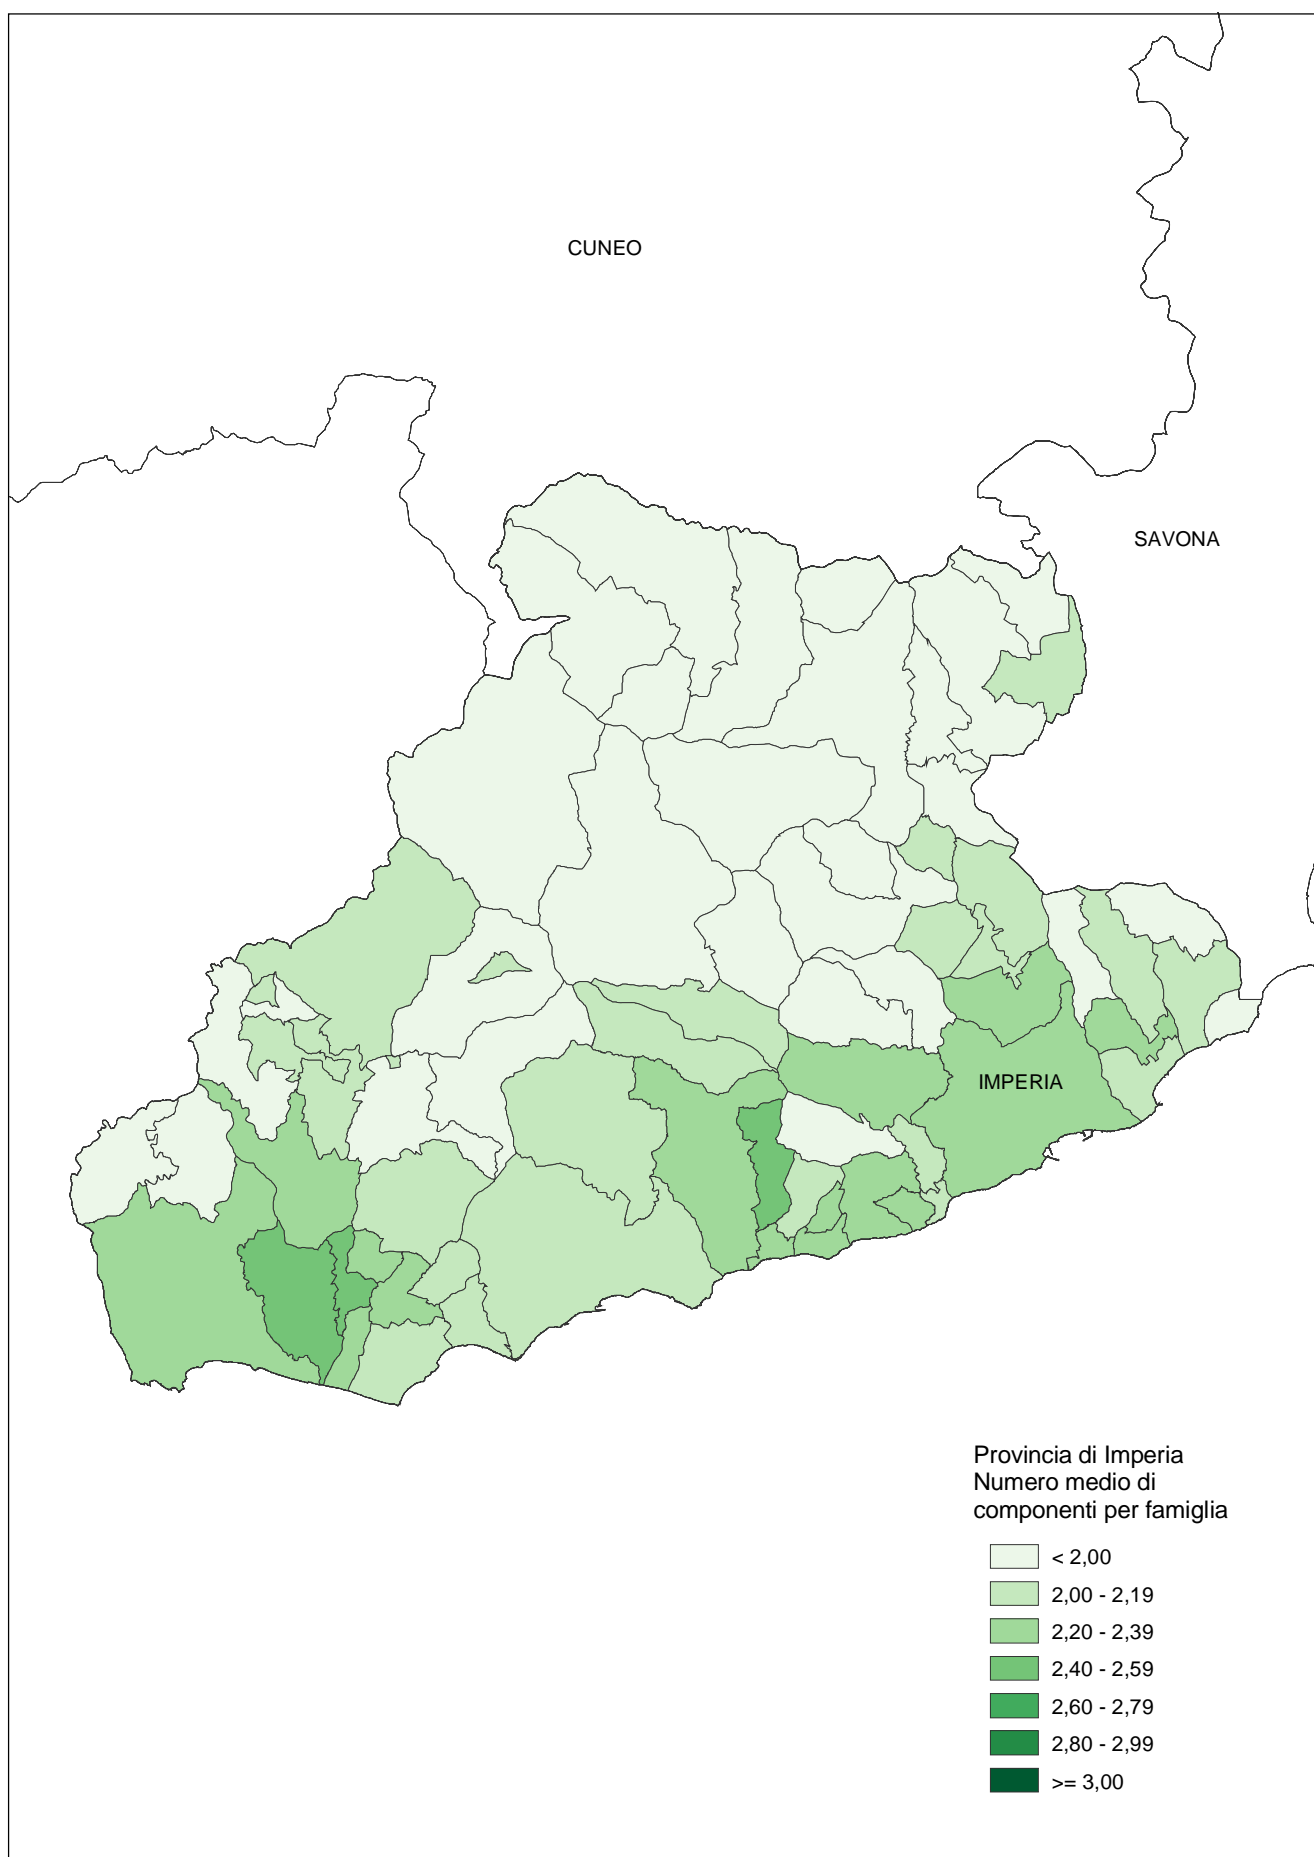 CUNEO
SAVONA
IMPERIA
Provincia di Imperia
Numero medio di
componenti per famiglia
< 2,00
2,00 - 2,19
2,20 - 2,39
2,40 - 2,59
2,60 - 2,79
2,80 - 2,99
>= 3,00